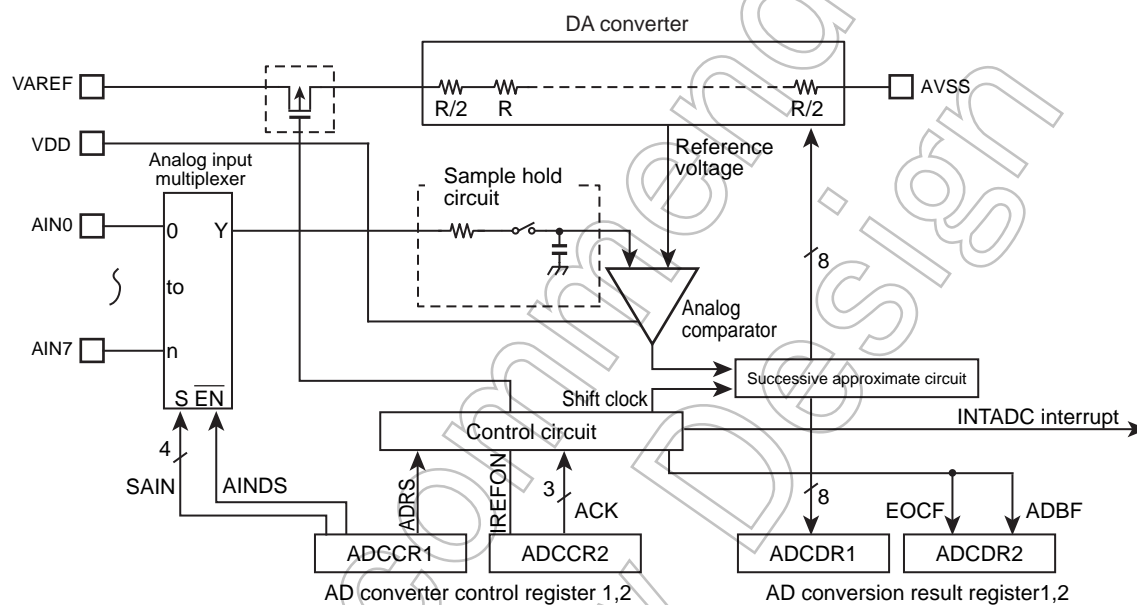 DA converter
VAREF
AVSS
R/2
R
R/2
VDD
Analog input
multiplexer
Reference
voltage
Sample hold
circuit
AIN0
0
Y
8
to
Analog
comparator
AIN7
n
Successive approximate circuit
S EN
Shift clock
INTADC interrupt
Control circuit
4
SAIN
AINDS
ADRS
IREFON
3
ACK
8
EOCF
ADBF
ADCCR1
ADCCR2
ADCDR1
ADCDR2
AD converter control register 1,2
AD conversion result register1,2
commend
Design